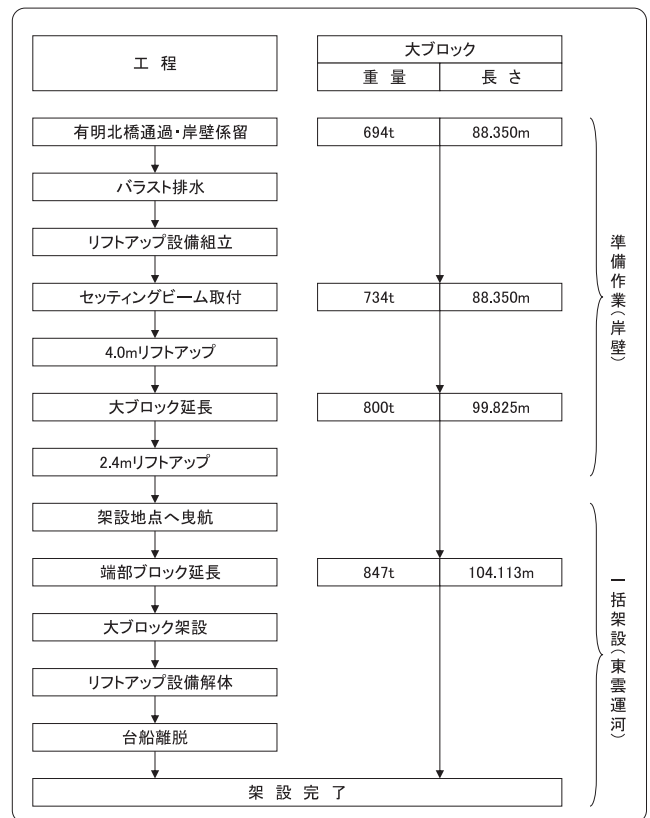 工程
大ブロック
重量 長さ
有明北橋通過・岸壁係留 694t 88.350m
バラスト排水
リフトアップ設備組立
セッティングビーム取付 734t 88.350m
4.0mリフトアップ
大ブロック延長 800t 99.825m
2.4mリフトアップ
準備作業(岸壁)
架設地点へ曳航
端部ブロック延長 847t 104.113m
大ブロック架設
リフトアップ設備解体
台船離脱
一括架設(東雲運河)
架設完了